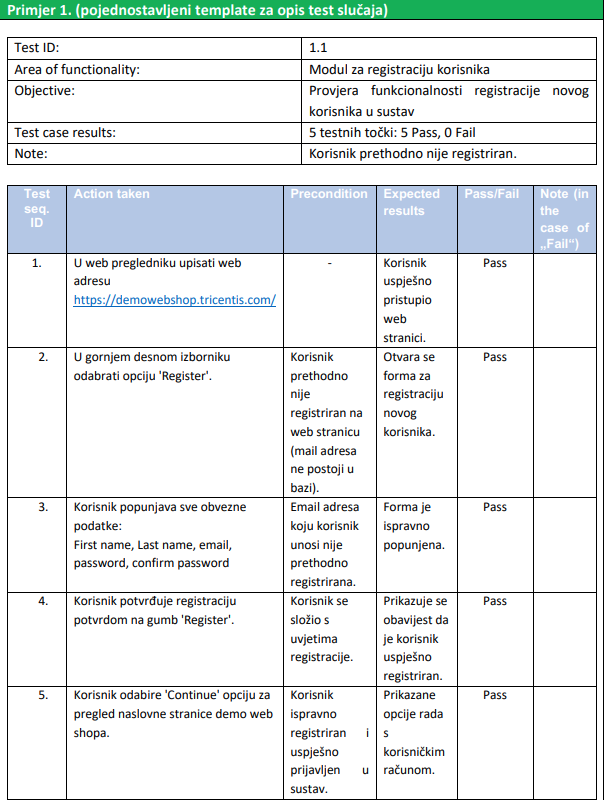 Primjer 1. (pojednostavljeni template za opis test slučaja)
Test ID: 1.1
Area of functionality: Modul za registraciju korisnika
Objective: Provjera funkcionalnosti registracije novog
korisnika u sustav
Test case results: 5 testnih točki: 5 Pass, 0 Fail
Note: Korisnik prethodno nije registriran.
Test
seq.
ID
Action taken
Precondition
Expected
results
Pass/Fail
Note (in
the
case of
„Fail“)
1.
U web pregledniku upisati web
adresu
https://demowebshop.tricentis.com/
-
Korisnik
uspješno
pristupio
web
stranici.
Pass
2.
U gornjem desnom izborniku
odabrati opciju 'Register'.
Korisnik
prethodno
nije
registriran na
web stranicu
(mail adresa
ne postoji u
bazi).
Otvara se
forma za
registraciju
novog
korisnika.
Pass
3.
Korisnik popunjava sve obvezne
podatke:
First name, Last name, email,
password, confirm password
Email adresa
koju korisnik
unosi nije
prethodno
registrirana.
Forma je
ispravno
popunjena.
Pass
4.
Korisnik potvrđuje registraciju
potvrdom na gumb 'Register'.
Korisnik se
složio s
uvjetima
registracije.
Prikazuje se
obavijest da
je korisnik
uspješno
registriran.
Pass
5.
Korisnik odabire 'Continue' opciju za
pregled naslovne stranice demo web
shopa.
Korisnik
ispravno
registriran i
uspješno
prijavljen u
sustav.
Prikazane
opcije rada
s
korisničkim
računom.
Pass